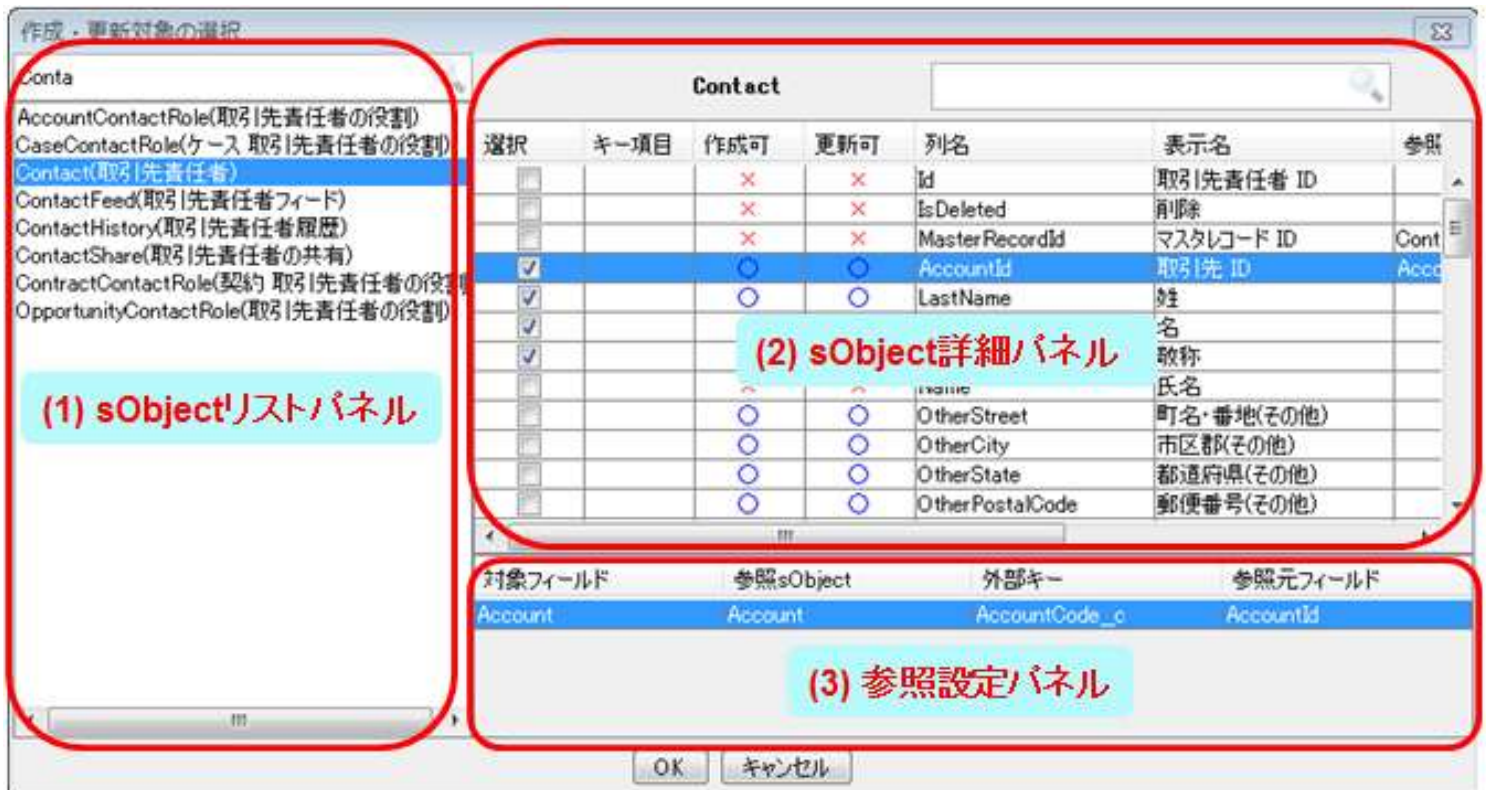 作成・更新対象の選択
Conta
AccountContactRole(取引先責任者の役割)
CaseContactRole(ケース 取引先責任者の役割)
Contact(取引先責任者)
ContactFeed(取引先責任者フィード)
ContactHistory(取引先責任者履歴)
ContactShare(取引先責任者の共有)
ContractContactRole(契約 取引先責任者の役割
OpportunityContactRole(取引先責任者の役割)
(1) sObjectリストパネル
Contact
選択 キー項目 作成可 更新可 列名 表示名 参照
× × Id 取引先責任者 ID
× × IsDeleted 削除
× × MasterRecordId マスタレコード ID Cont
○ ○ AccountId 取引先 ID Acco
○ ○ LastName 姓
名
敬称
(2) sObject詳細パネル
Name 氏名
○ ○ OtherStreet 町名・番地(その他)
○ ○ OtherCity 市区郡(その他)
○ ○ OtherState 都道府県(その他)
○ ○ OtherPostalCode 郵便番号(その他)
対象フィールド 参照sObject 外部キー 参照元フィールド
Account Account AccountCode_c AccountId
(3) 参照設定パネル
OK キャンセル